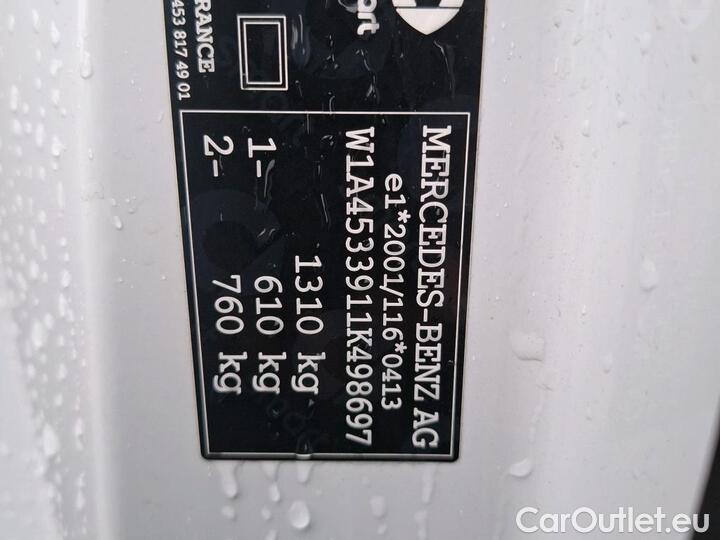 ort
RANCE
453 817 49 01
MERCEDES-BENZ AG
e1*2001/116*0413
W1A4533911K498697
1310 kg
1- 610 kg
2- 760 kg
CarOutlet.eu